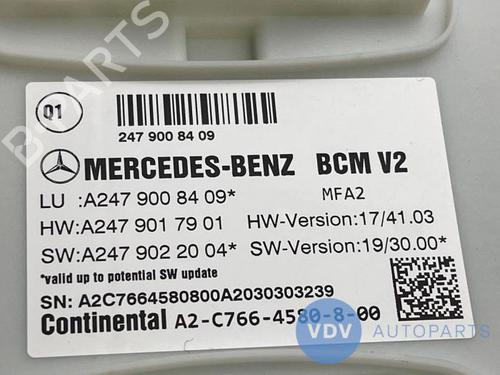 Q1
247 900 84 09
MERCEDES-BENZ BCM V2
LU :A247 900 84 09* MFA2
HW:A247 901 79 01 HW-Version:17/41.03
SW:A247 902 20 04* SW-Version:19/30.00*
*valid up to potential SW update
SN: A2C7664580800A2030303239
Continental A2-C766-4580-8-00
VDV AUTOPARTS
B-PARTS